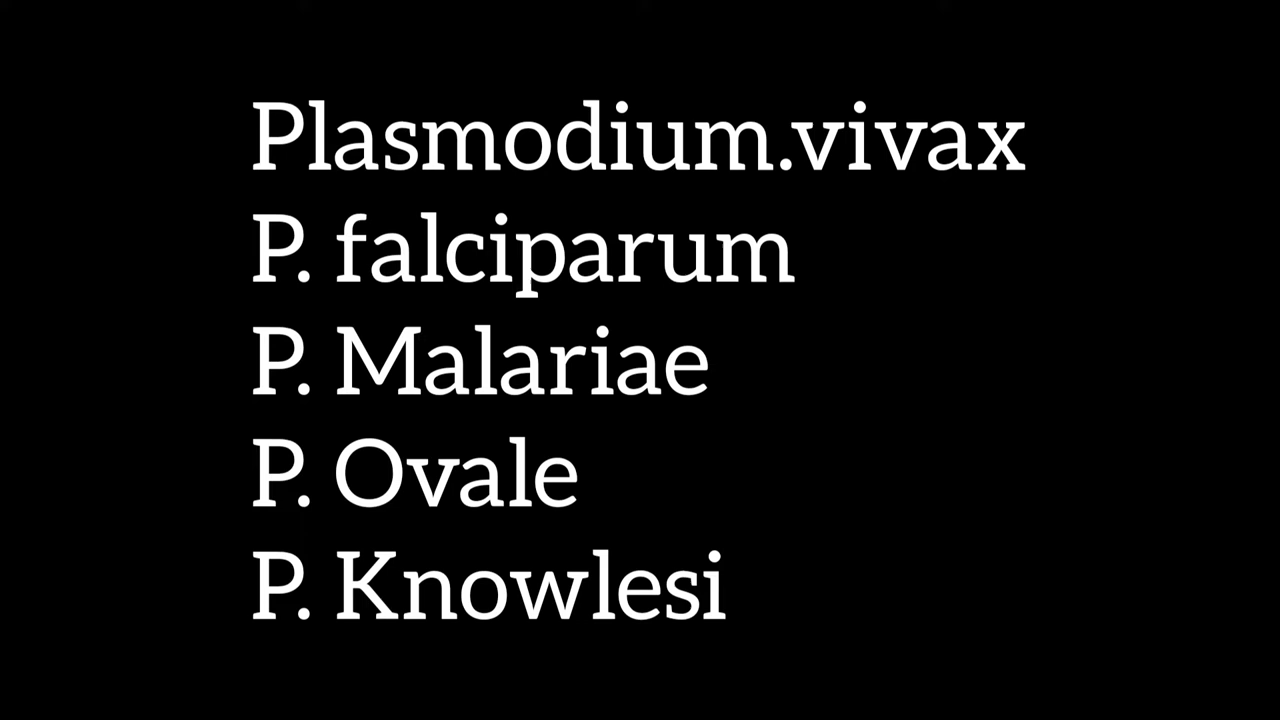 Plasmodium.vivax
P. falciparum
P. Malariae
P. Ovale
P. Knowlesi